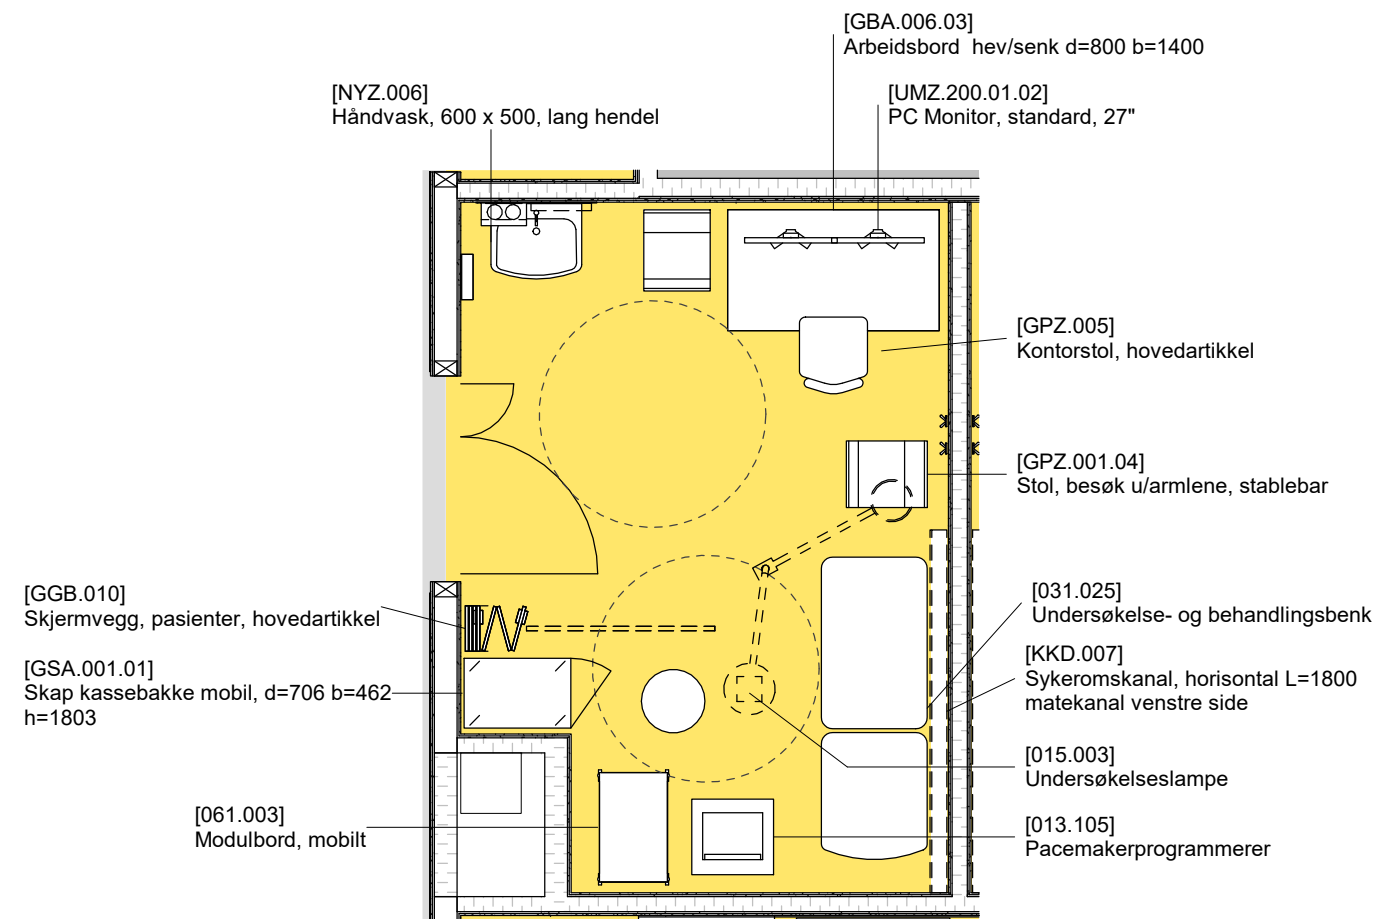 [GBA.006.03]
Arbeidsbord  hev/senk d=800 b=1400
[NYZ.006]
Håndvask, 600 x 500, lang hendel
[UMZ.200.01.02]
PC Monitor, standard, 27"
[GPZ.005]
Kontorstol, hovedartikkel
[GPZ.001.04]
Stol, besøk u/armlene, stablebar
[GGB.010]
Skjermvegg, pasienter, hovedartikkel
[031.025]
Undersøkelse- og behandlingsbenk
[GSA.001.01]
Skap kassebakke mobil, d=706 b=462
h=1803
[KKD.007]
Sykeromskanal, horisontal L=1800
matekanal venstre side
[015.003]
Undersøkelseslampe
[061.003]
Modulbord, mobilt
[013.105]
Pacemakerprogrammerer